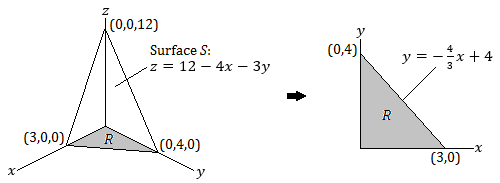 z
(0,0,12)
Surface S:
z = 12 − 4x − 3y
(3,0,0)
R
(0,4,0)
x
y
y
(0,4)
y = −4/3x + 4
R
x
(3,0)